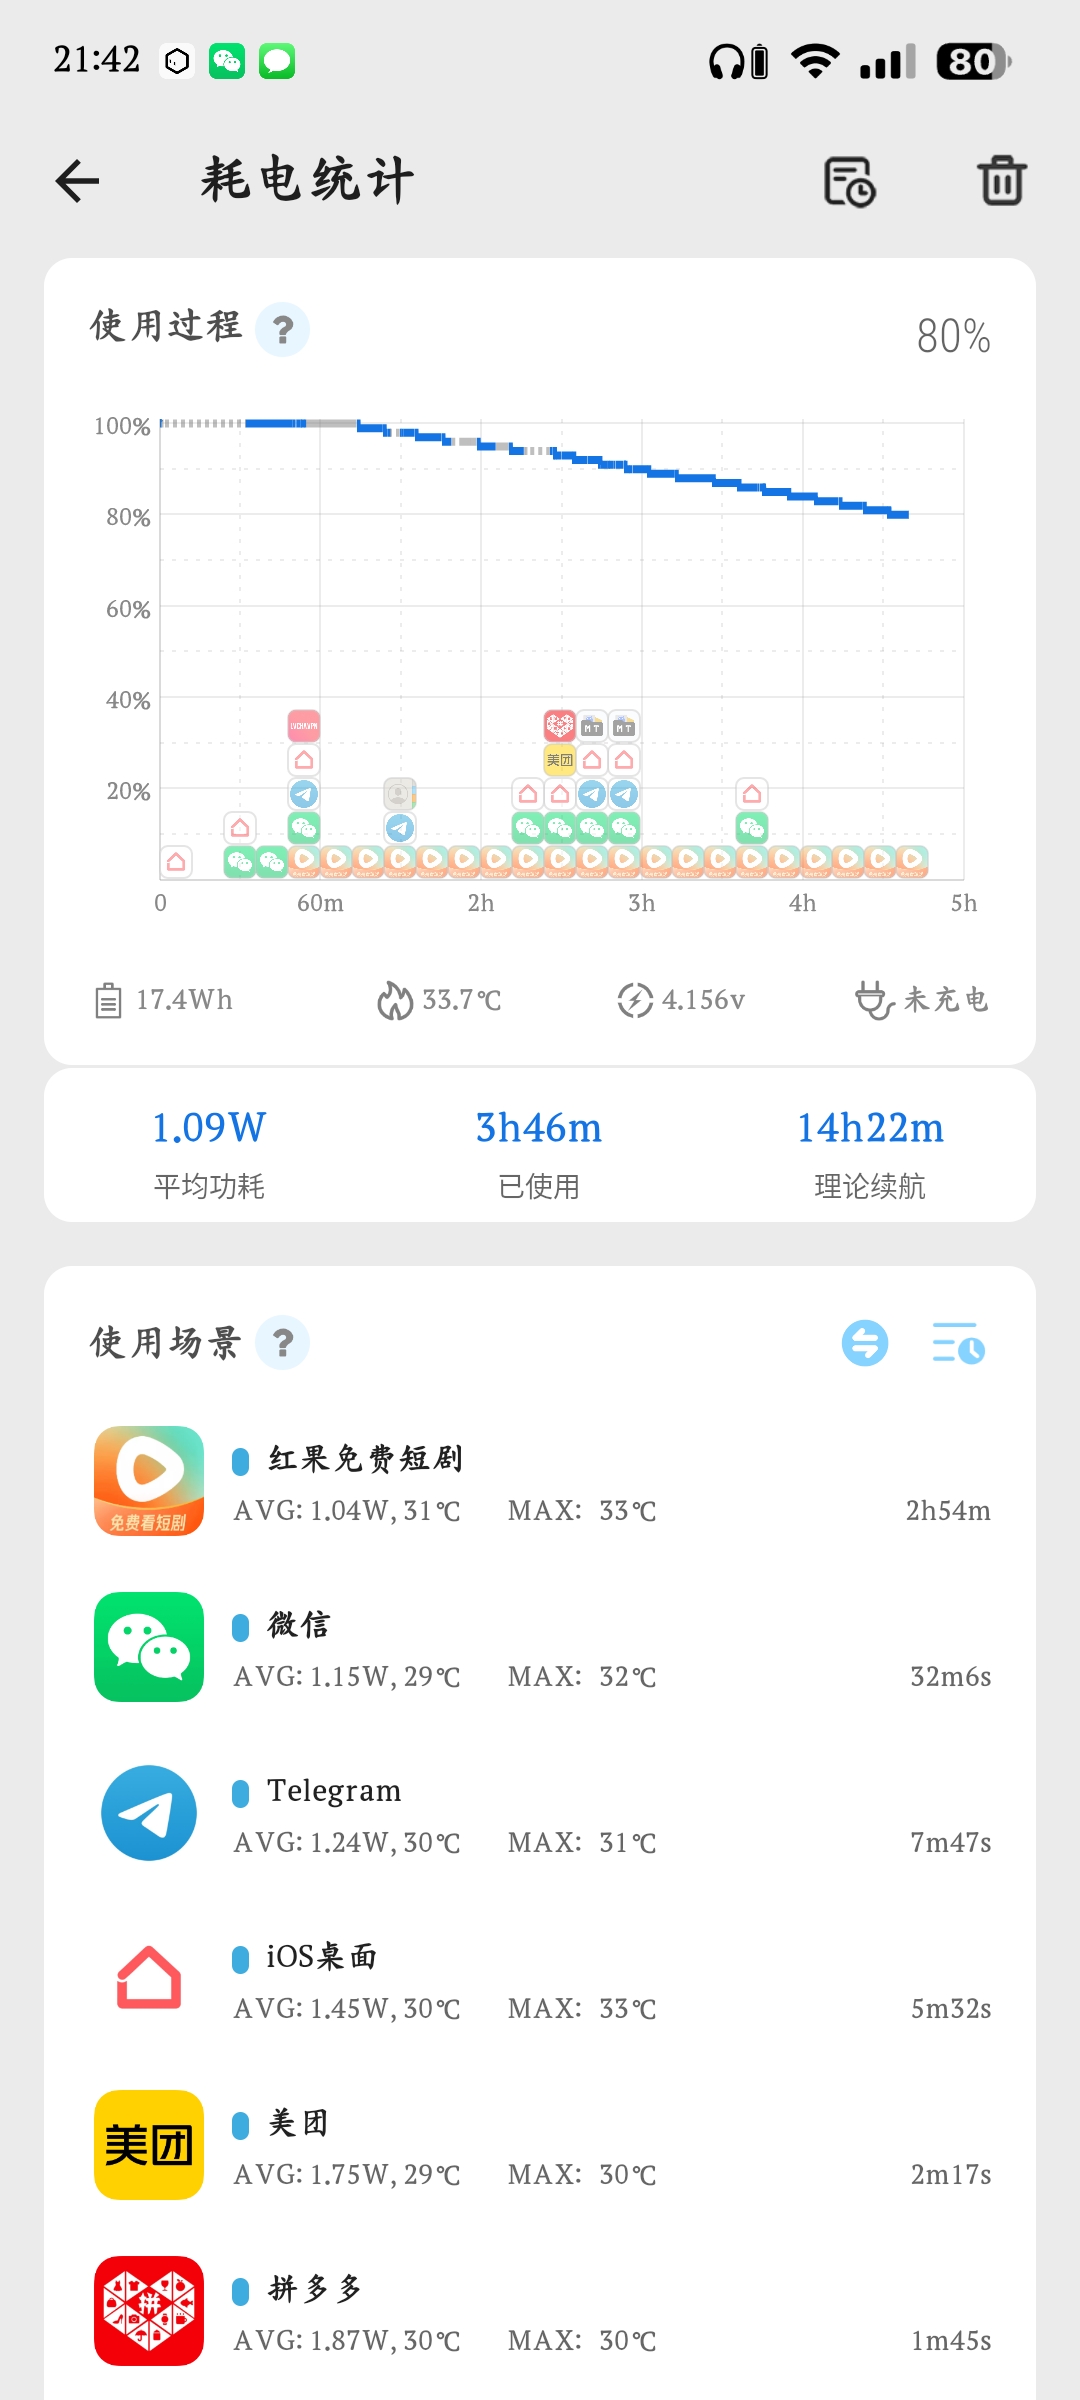 21:42
80
耗电统计
使用过程 ?
80%
100%
80%
60%
40%
20%
美团
MT MT
0 60m 2h 3h 4h 5h
17.4Wh 33.7℃ 4.156v 未充电
1.09W 3h46m 14h22m
平均功耗 已使用 理论续航
使用场景 ?
红果免费短剧
免费看短剧
AVG: 1.04W, 31℃ MAX: 33℃ 2h54m
微信
AVG: 1.15W, 29℃ MAX: 32℃ 32m6s
Telegram
AVG: 1.24W, 30℃ MAX: 31℃ 7m47s
iOS桌面
AVG: 1.45W, 30℃ MAX: 33℃ 5m32s
美团
美团
AVG: 1.75W, 29℃ MAX: 30℃ 2m17s
拼多多
拼
AVG: 1.87W, 30℃ MAX: 30℃ 1m45s